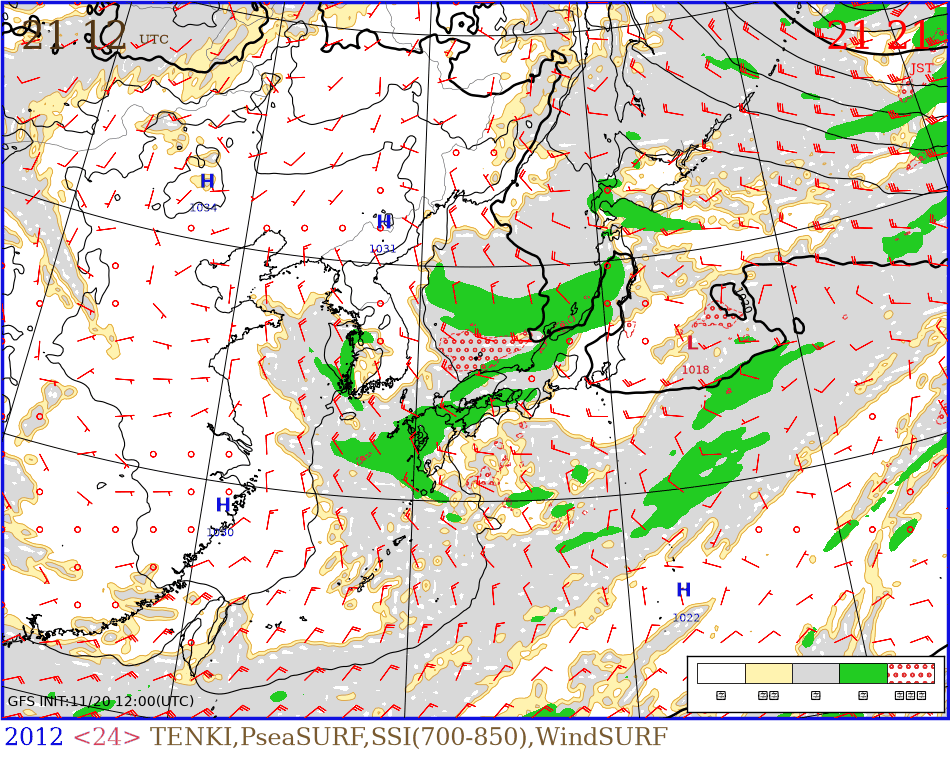 21 12 UTC
21 21
JST
H
1034
H
1031
L
1018
H
1030
H
1022
GFS INIT:11/20 12:00(UTC)
2012 <24> TENKI,PseaSURF,SSI(700-850),WindSURF